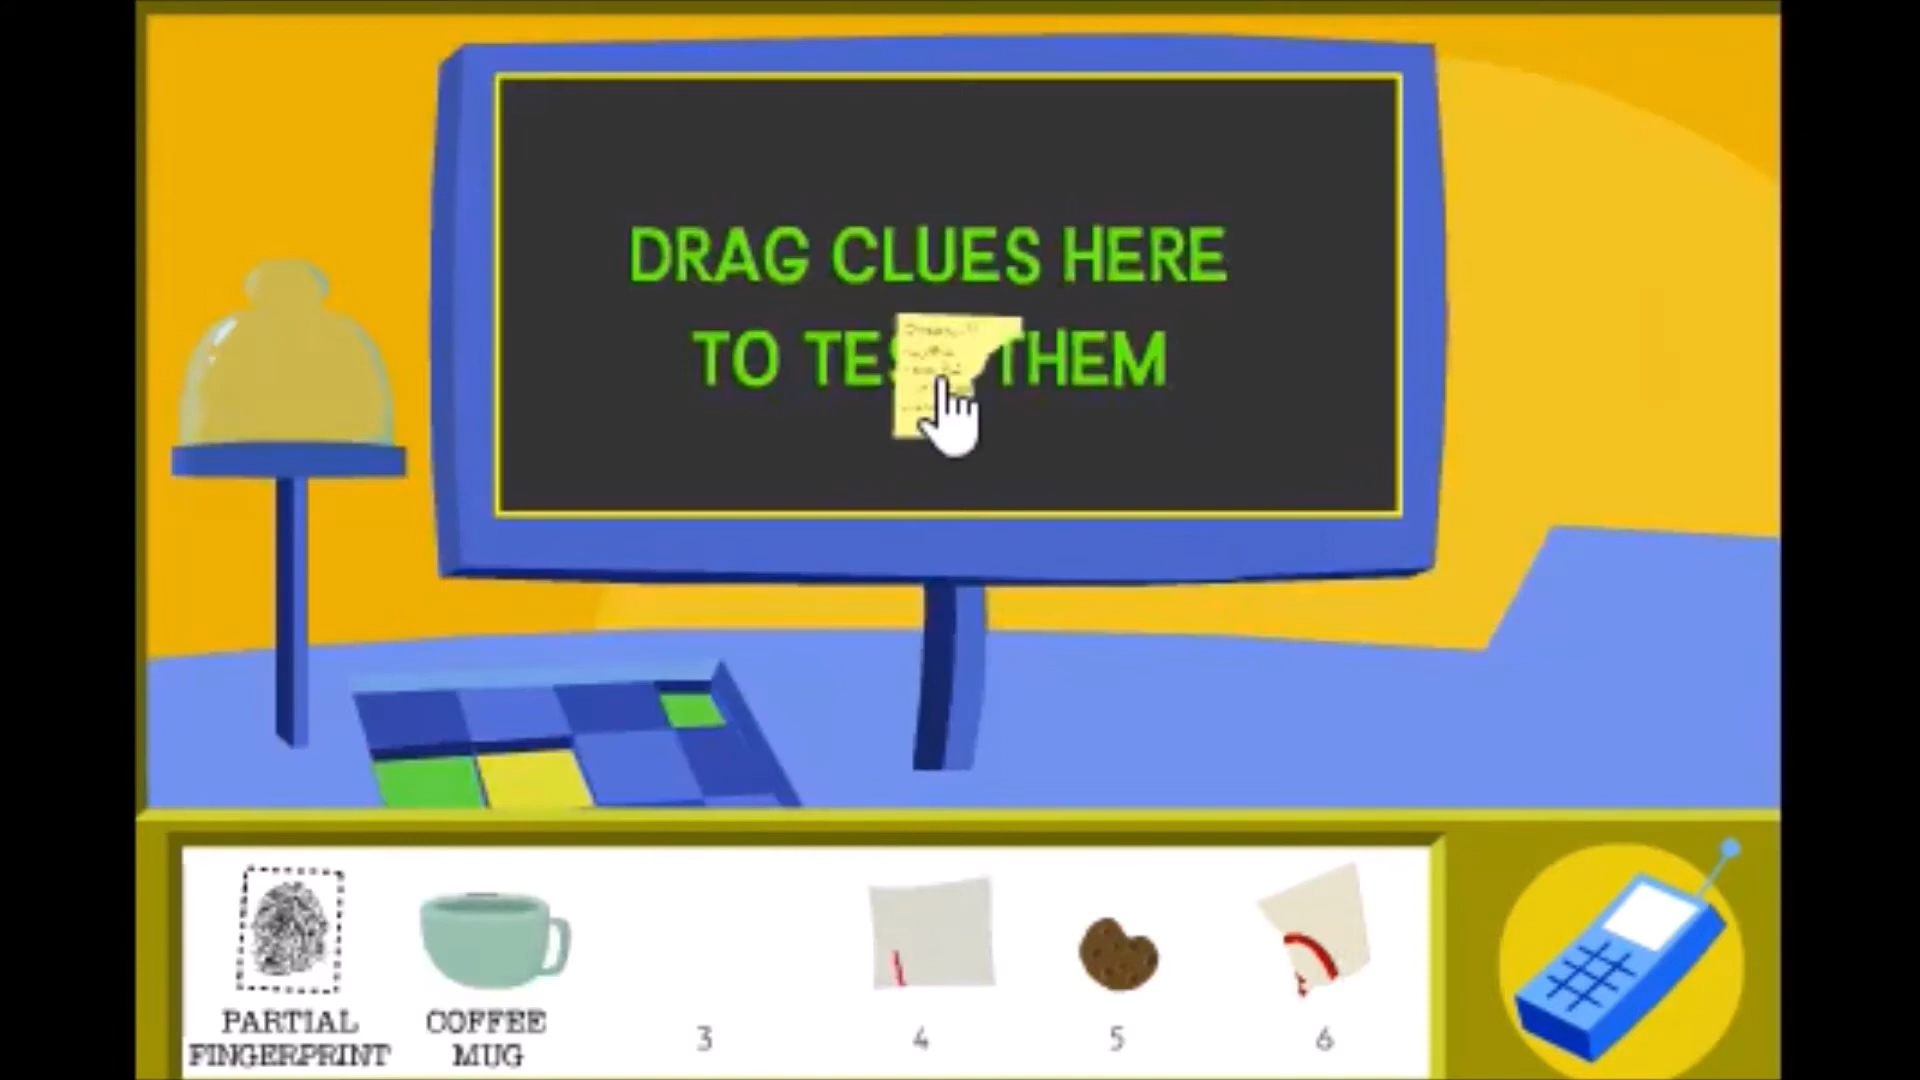 DRAG CLUES HERE
TO TES THEM
PARTIAL
FINGERPRINT
COFFEE
MUG
3
4
5
6